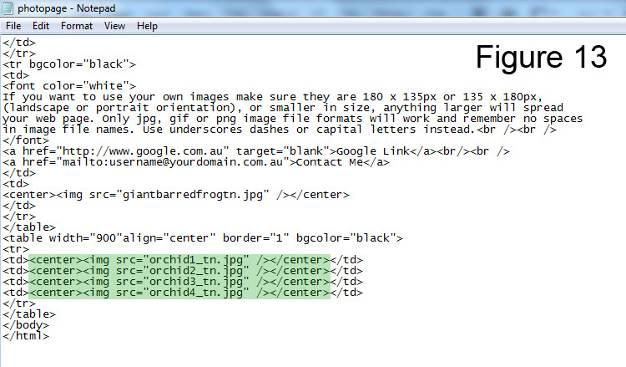 photopage - Notepad
File Edit Format View Help
Figure 13
</td>
</tr>
<tr bgcolor="black">
<td>
<font color="white">
If you want to use your own images make sure they are 180 x 135px or 135 x 180px,
(landscape or portrait orientation), or smaller in size, anything larger will spread
your web page. Only jpg, gif or png image file formats will work and remember no spaces
in image file names. Use underscores dashes or capital letters instead.<br /><br />
</font>
<a href="http://www.google.com.au" target="blank">Google Link</a><br/><br />
<a href="mailto:username@yourdomain.com.au">Contact Me</a>
</td>
<td>
<center><img src="giantbarredfrogtn.jpg" /></center>
</td>
</tr>
</table>
<table width="900"align="center" border="1" bgcolor="black">
<tr>
<td><center><img src="orchid1_tn.jpg" /></center></td>
<td><center><img src="orchid2_tn.jpg" /></center></td>
<td><center><img src="orchid3_tn.jpg" /></center></td>
<td><center><img src="orchid4_tn.jpg" /></center></td>
</tr>
</table>
</body>
</html>